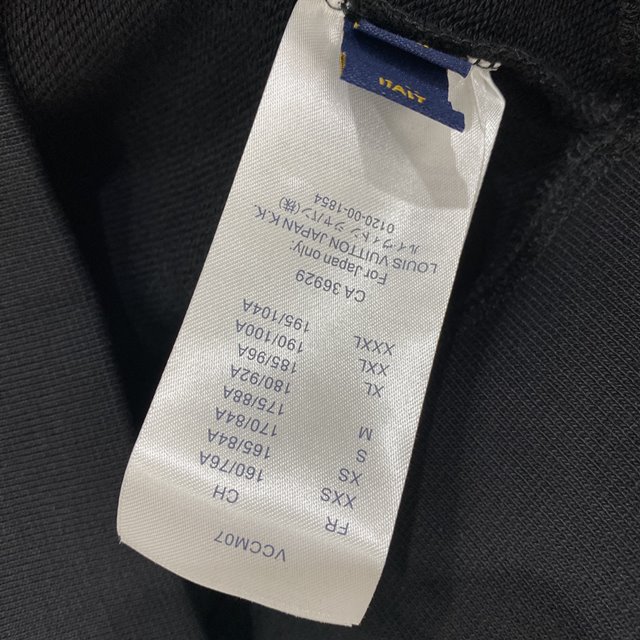 VCCM07
FR CH
XXS 160/76A
XS 165/84A
S 170/84A
M 175/88A
180/92A
XL 185/96A
XXL 190/100A
XXXL 195/104A
CA 36929
For Japan only:
LOUIS VUITTON JAPAN K.K.
ルイ ヴィトン ジャパン(株)
0120-00-1854